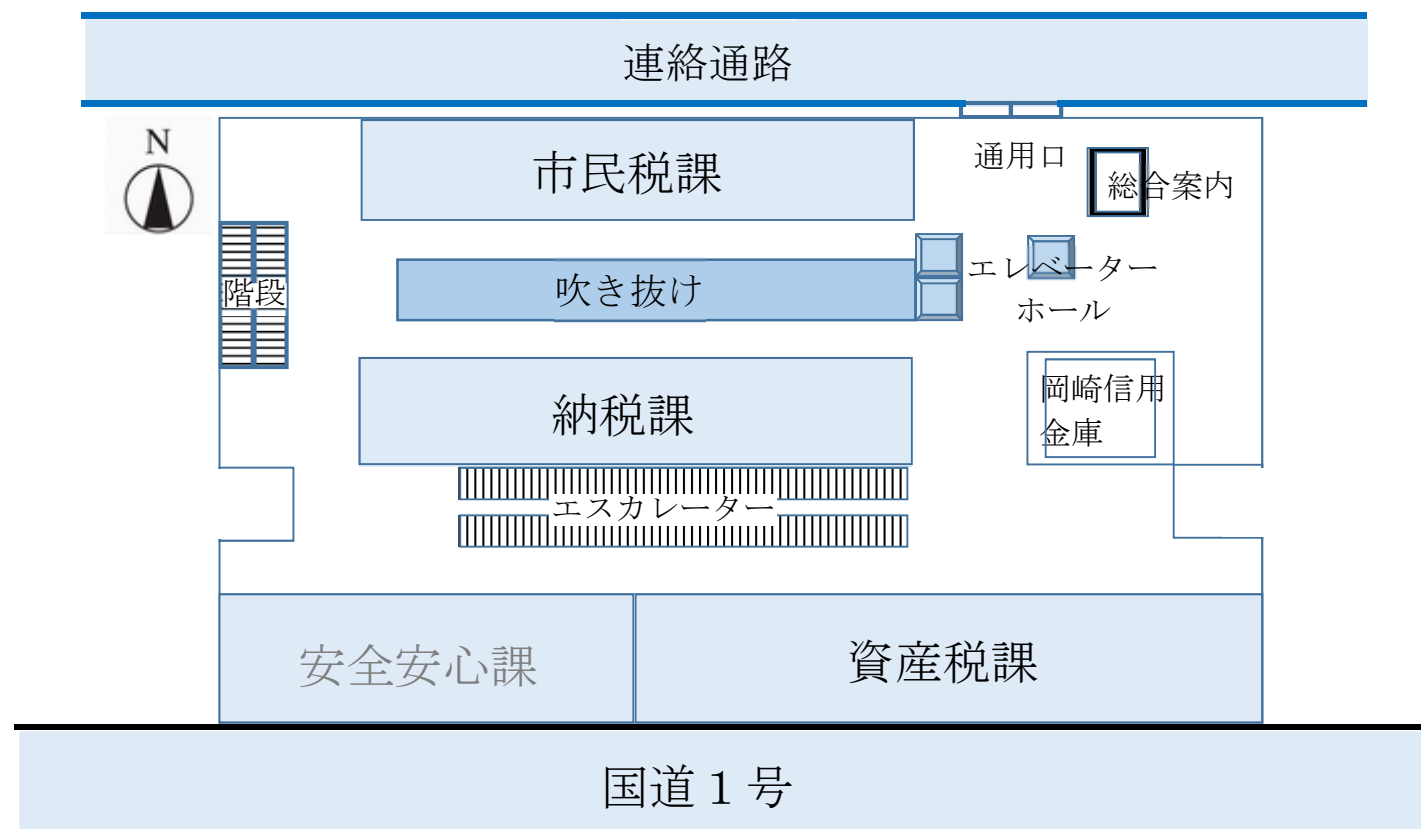 連絡通路
N
市民税課
通用口
総合案内
階段
吹き抜け
エレベーター
ホール
納税課
岡崎信用
金庫
エスカレーター
安全安心課
資産税課
国道１号